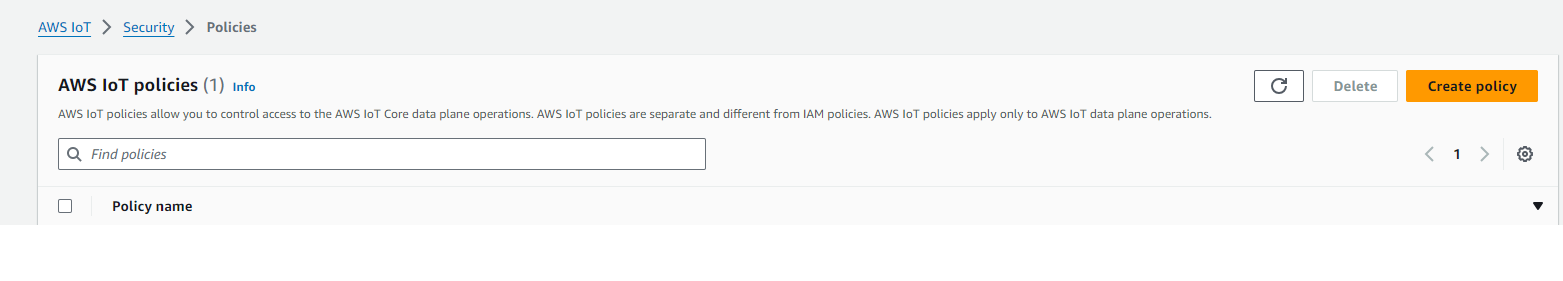 AWS IoT > Security > Policies
AWS IoT policies (1) Info
Delete
Create policy
AWS IoT policies allow you to control access to the AWS IoT Core data plane operations. AWS IoT policies are separate and different from IAM policies. AWS IoT policies apply only to AWS IoT data plane operations.
Find policies
1
Policy name